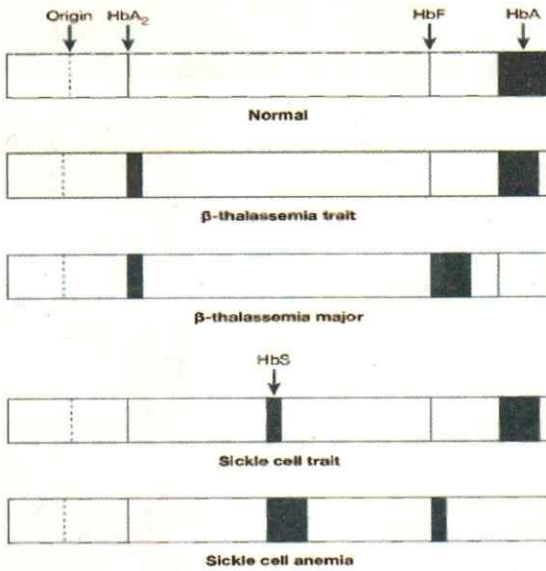 Origin HbA₂ HbF HbA
Normal
β-thalassemia trait
β-thalassemia major
HbS
Sickle cell trait
Sickle cell anemia